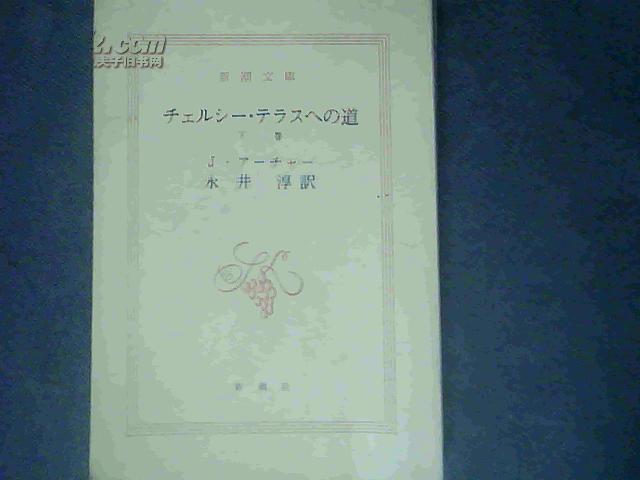 .com
夫子旧书网
新潮文庫
チェルシー・テラスへの道
下巻
J・アーチャー
永井 淳訳
新潮社